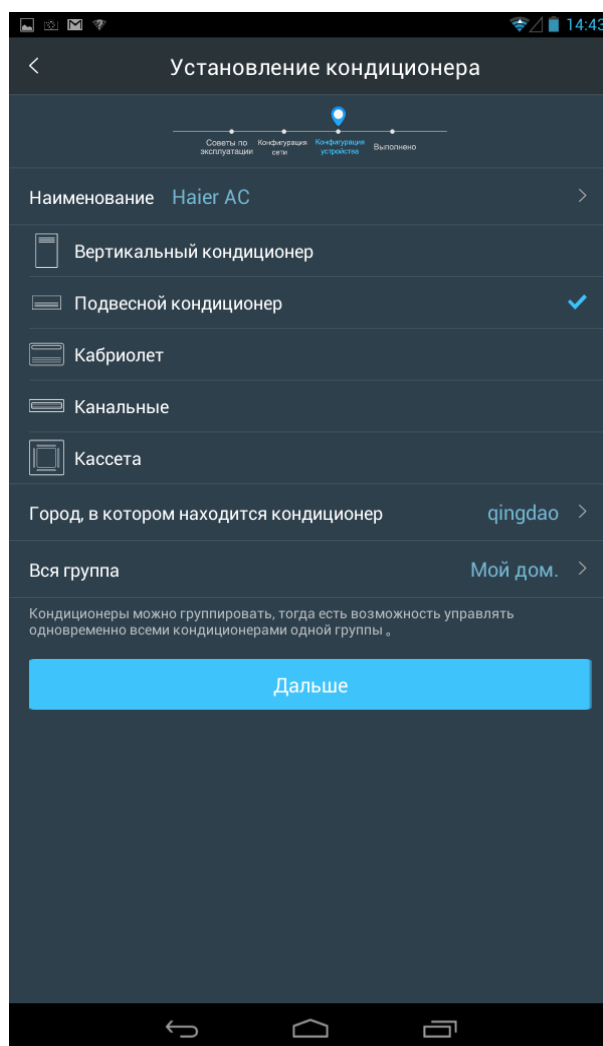 14:43
Установление кондиционера
Советы по эксплуатации
Конфигурация сети
Конфигурация устройства
Выполнено
Наименование Haier AC
Вертикальный кондиционер
Подвесной кондиционер
Кабриолет
Канальные
Кассета
Город, в котором находится кондиционер qingdao
Вся группа Мой дом.
Кондиционеры можно группировать, тогда есть возможность управлять
одновременно всеми кондиционерами одной группы 。
Дальше